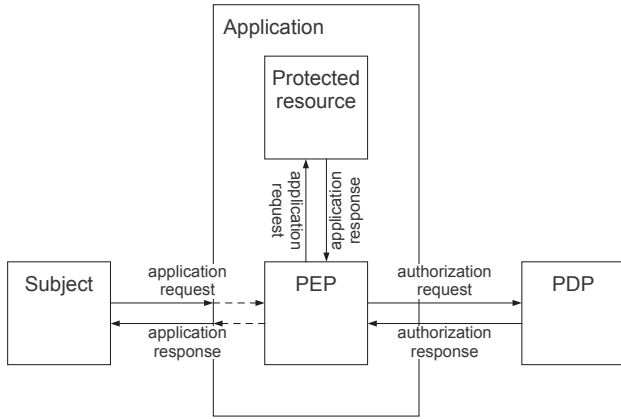 Application
Protected
resource
application
request
application
response
Subject
application
request
application
response
PEP
authorization
request
authorization
response
PDP